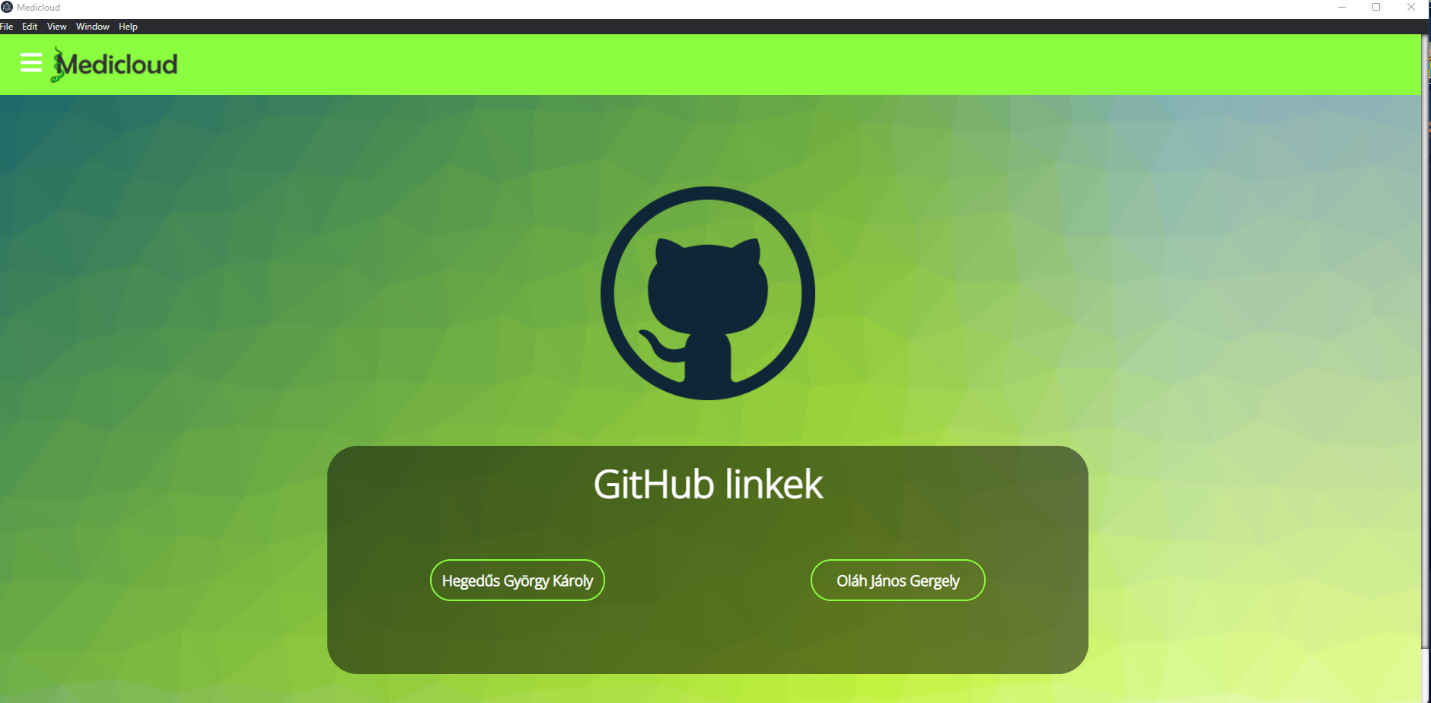 Medicloud
File Edit View Window Help
Medicloud
GitHub linkek
Hegedűs György Károly
Oláh János Gergely